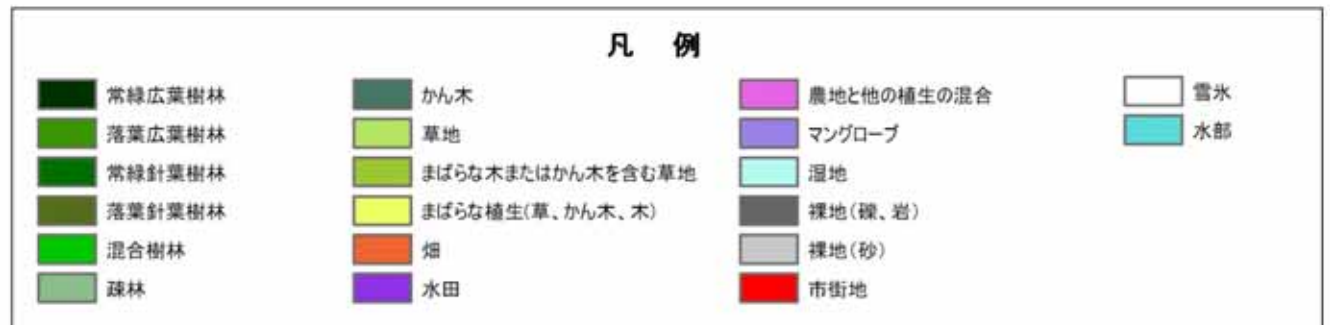 凡 例
常緑広葉樹林
落葉広葉樹林
常緑針葉樹林
落葉針葉樹林
混合樹林
疎林
かん木
草地
まばらな木またはかん木を含む草地
まばらな植生(草、かん木、木)
畑
水田
農地と他の植生の混合
マングローブ
湿地
裸地(礫、岩)
裸地(砂)
市街地
雪氷
水部